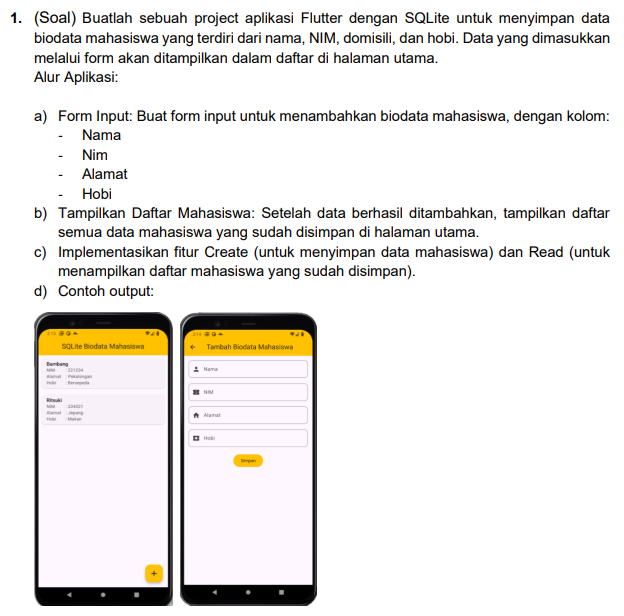 1. (Soal) Buatlah sebuah project aplikasi Flutter dengan SQLite untuk menyimpan data
biodata mahasiswa yang terdiri dari nama, NIM, domisili, dan hobi. Data yang dimasukkan
melalui form akan ditampilkan dalam daftar di halaman utama.
Alur Aplikasi:
a) Form Input: Buat form input untuk menambahkan biodata mahasiswa, dengan kolom:
- Nama
- Nim
- Alamat
- Hobi
b) Tampilkan Daftar Mahasiswa: Setelah data berhasil ditambahkan, tampilkan daftar
semua data mahasiswa yang sudah disimpan di halaman utama.
c) Implementasikan fitur Create (untuk menyimpan data mahasiswa) dan Read (untuk
menampilkan daftar mahasiswa yang sudah disimpan).
d) Contoh output:
SQLite Biodata Mahasiswa
Bambang
NIM : 221234
Alamat : Pekalongan
Hobi : Bersepeda
Ritsuki
NIM : 234321
Alamat : Jepang
Hobi : Makan
+
Tambah Biodata Mahasiswa
Nama
NIM
Alamat
Hobi
Simpan